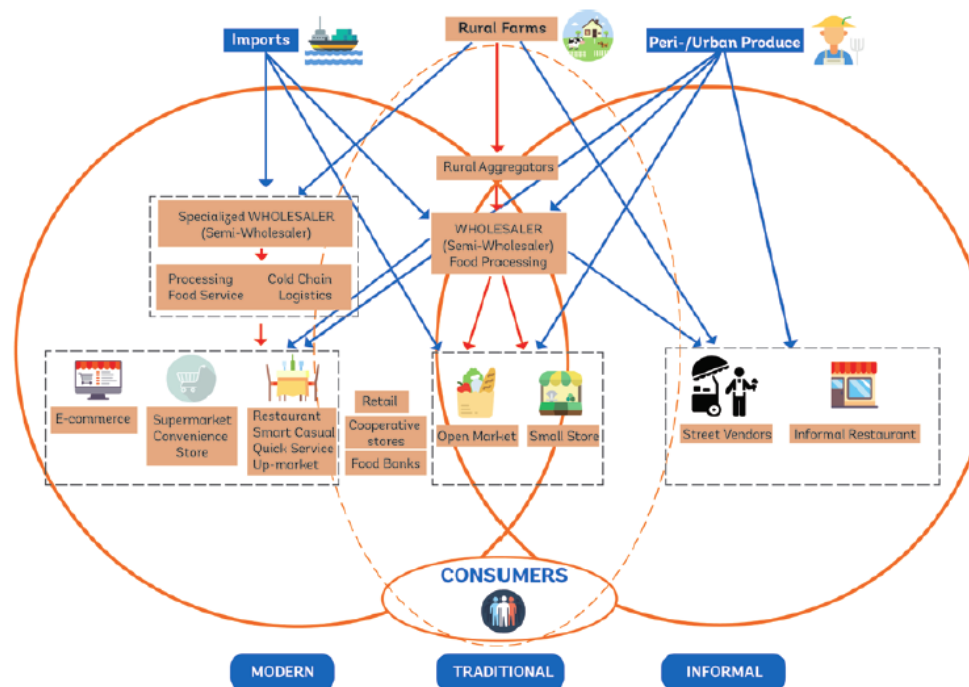 Imports
Rural Farms
Peri-/Urban Produce
Rural Aggregators
Specialized WHOLESALER
(Semi-Wholesaler)
WHOLESALER
(Semi-Wholesaler)
Food Pracessing
Processing
Food Service
Cold Chain
Logistics
E-commerce
Supermarket
Convenience
Store
Restaurant
Smart Casual
Quick Service
Up-market
Retail
Cooperative
stores
Food Banks
Open Market
Small Store
Street Vendors
Informal Restaurant
CONSUMERS
MODERN
TRADITIONAL
INFORMAL